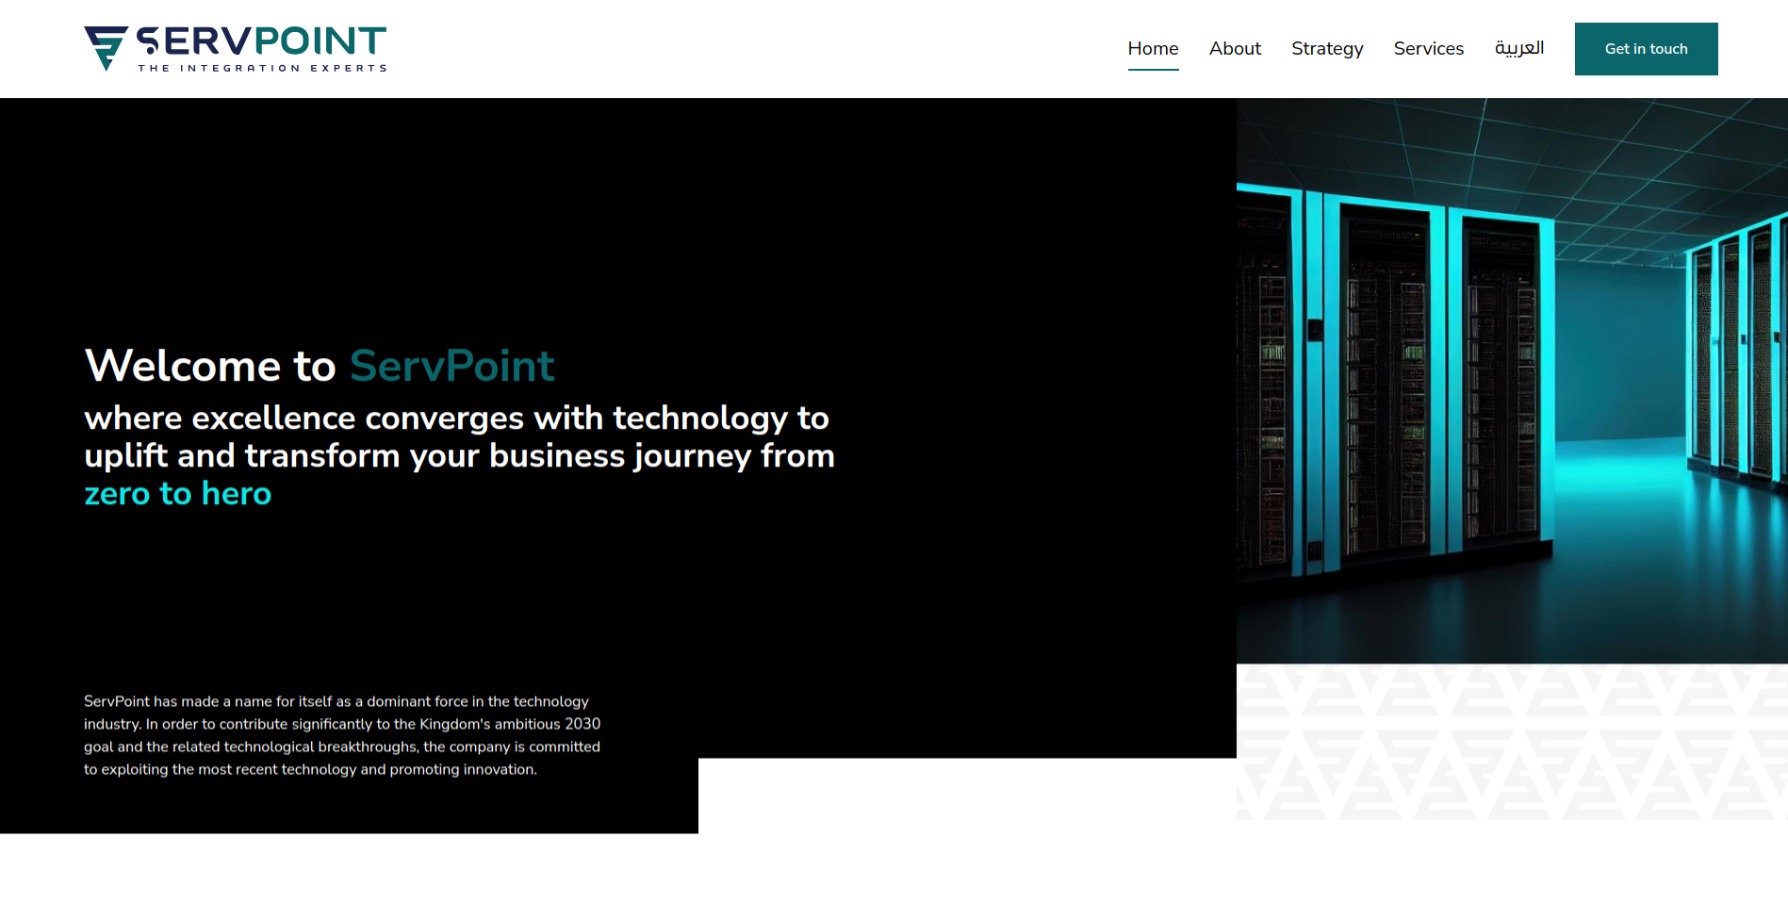 SERVPOINT
THE INTEGRATION EXPERTS
Home
About
Strategy
Services
العربية
Get in touch
Welcome to ServPoint
where excellence converges with technology to
uplift and transform your business journey from
zero to hero
ServPoint has made a name for itself as a dominant force in the technology
industry. In order to contribute significantly to the Kingdom's ambitious 2030
goal and the related technological breakthroughs, the company is committed
to exploiting the most recent technology and promoting innovation.